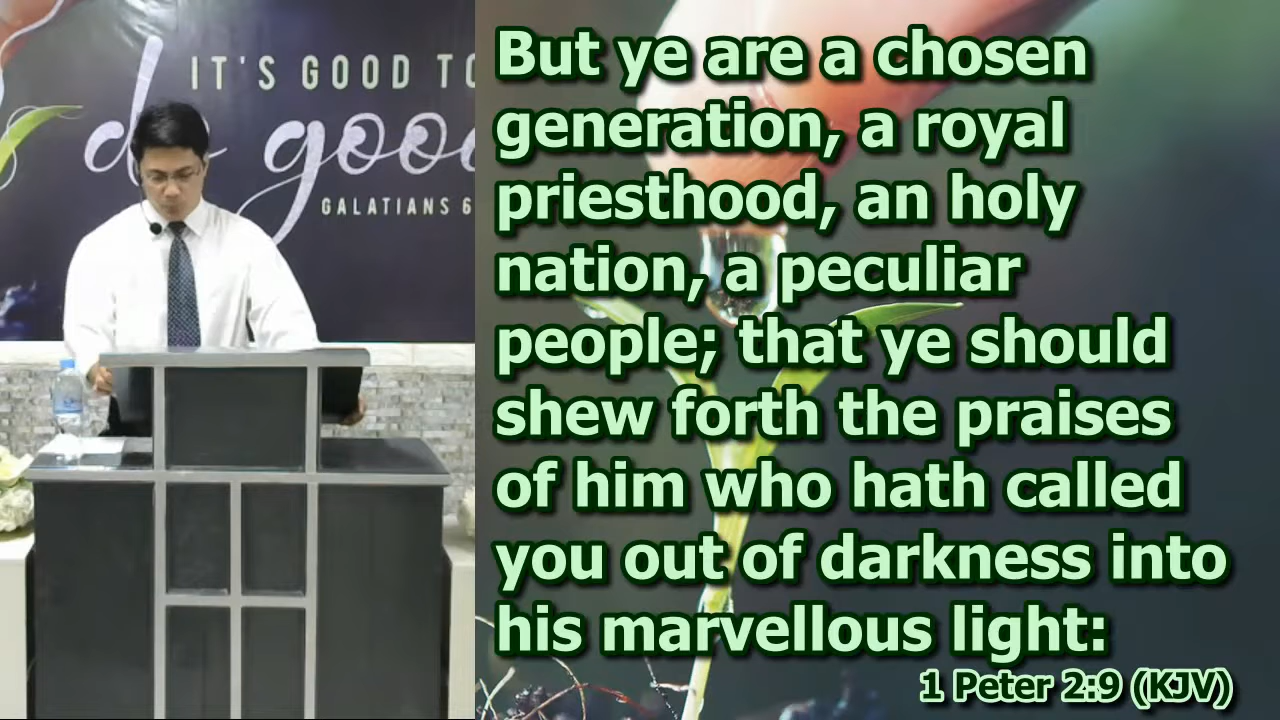 IT'S GOOD TO
do good
GALATIANS 6
But ye are a chosen
generation, a royal
priesthood, an holy
nation, a peculiar
people; that ye should
shew forth the praises
of him who hath called
you out of darkness into
his marvellous light:
1 Peter 2:9 (KJV)